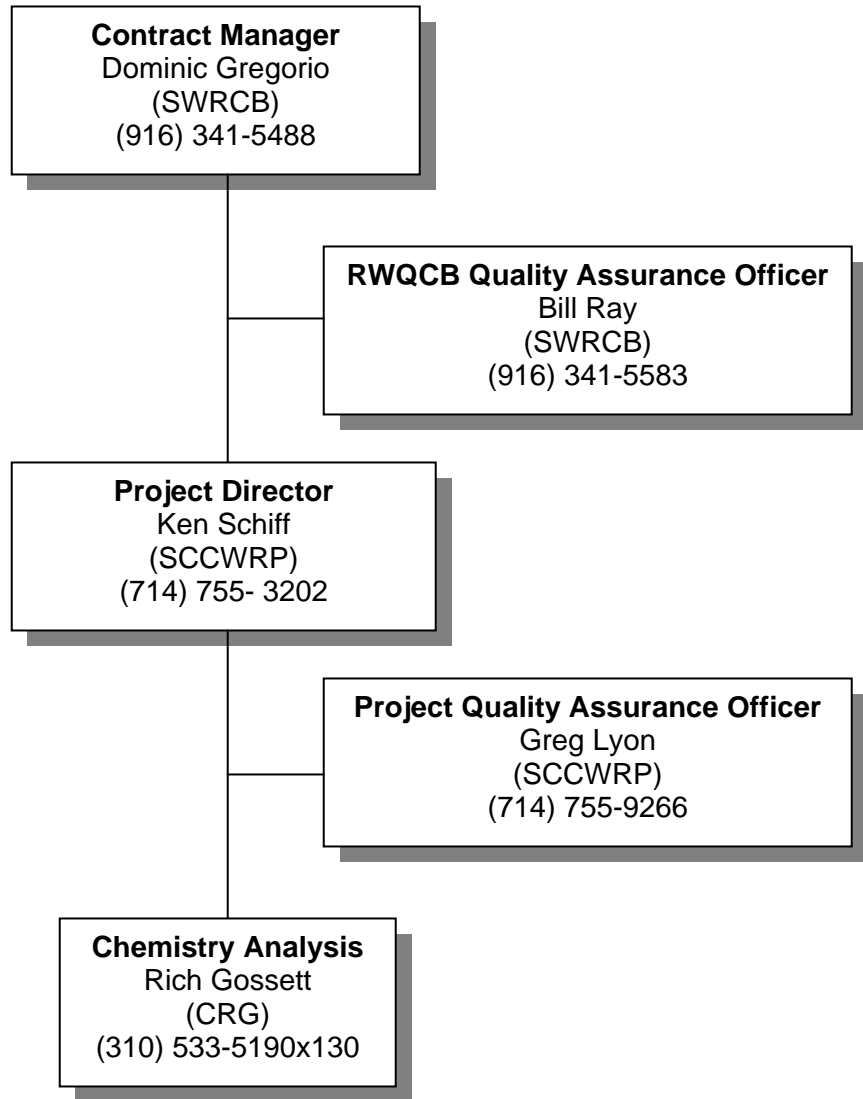 Contract Manager
Dominic Gregorio
(SWRCB)
(916) 341-5488
RWQCB Quality Assurance Officer
Bill Ray
(SWRCB)
(916) 341-5583
Project Director
Ken Schiff
(SCCWRP)
(714) 755- 3202
Project Quality Assurance Officer
Greg Lyon
(SCCWRP)
(714) 755-9266
Chemistry Analysis
Rich Gossett
(CRG)
(310) 533-5190x130